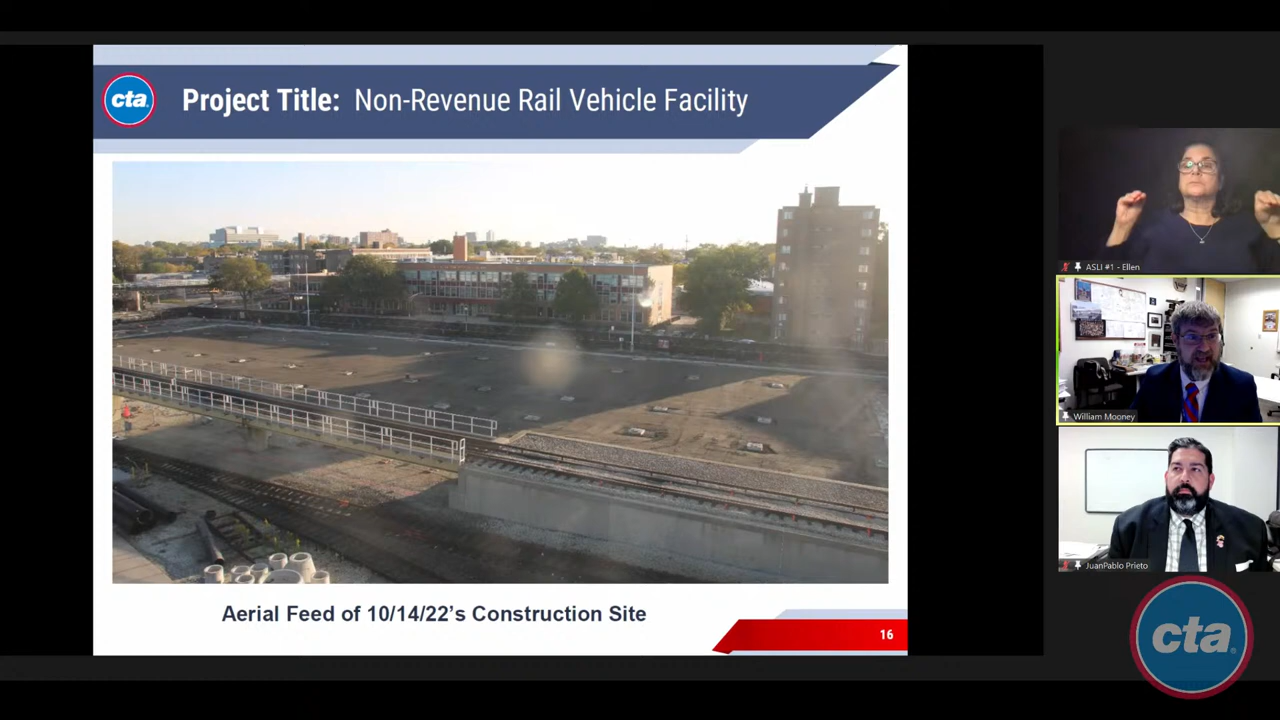 cta
Project Title: Non-Revenue Rail Vehicle Facility
Aerial Feed of 10/14/22's Construction Site
16
ASLI #1 - Ellen
William Mooney
JuanPablo Prieto
cta